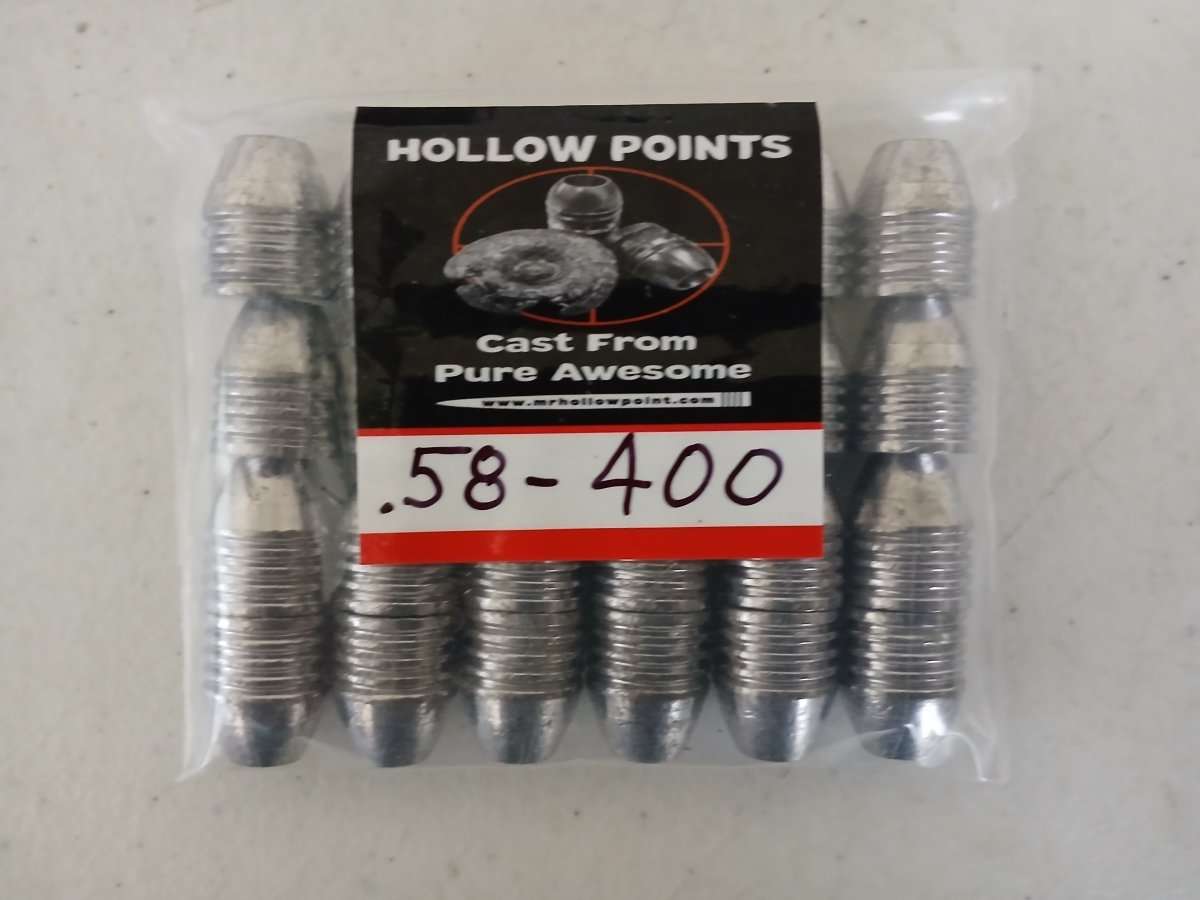 HOLLOW POINTS
Cast From
Pure Awesome
www.mrhollowpoint.com
.58-400